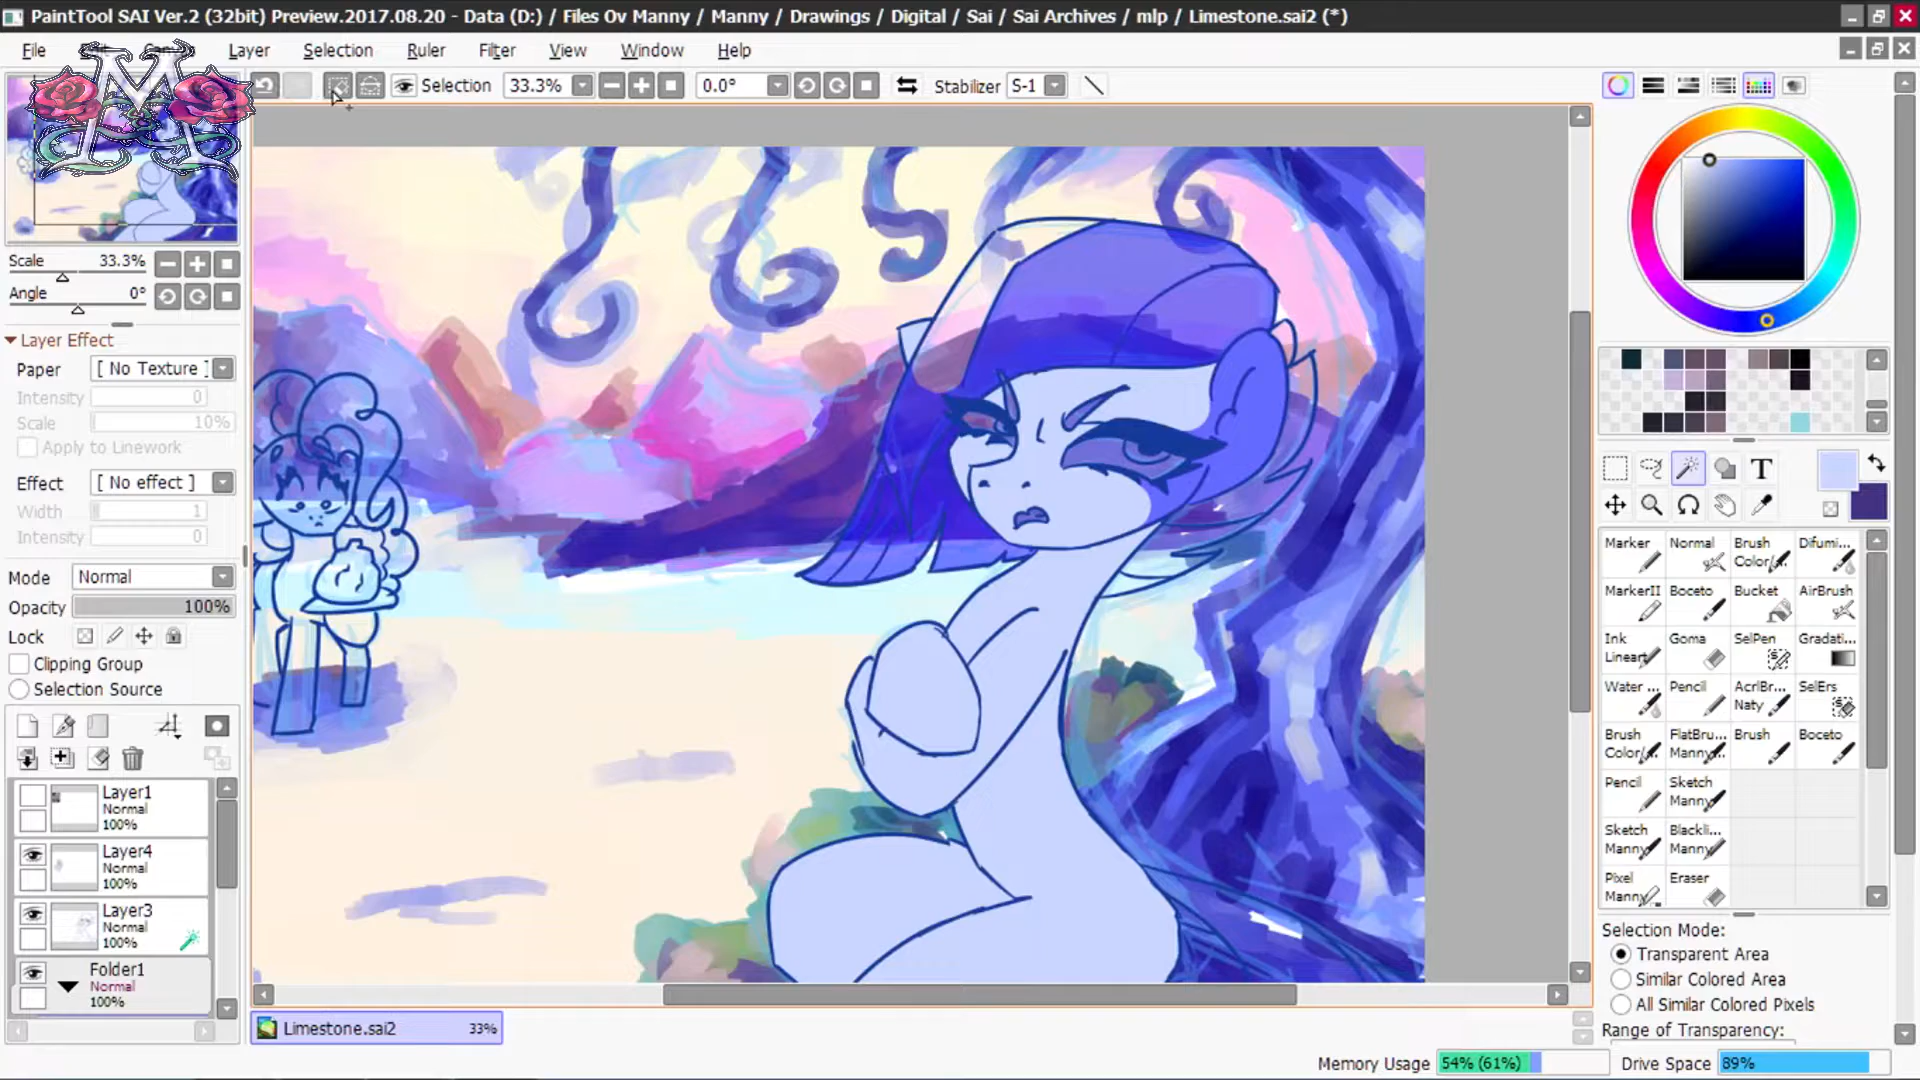 PaintTool SAI Ver.2 (32bit) Preview.2017.08.20 - Data (D:) / Files Ov Manny / Manny / Drawings / Digital / Sai / Sai Archives / mlp / Limestone.sai2 (*)
File Layer Selection Ruler Filter View Window Help
Selection 33.3% 0.0° Stabilizer S-1
M
Scale 33.3%
Angle 0°
Layer Effect
Paper [ No Texture ]
Intensity 0
Scale 10%
Apply to Linework
Effect [ No effect ]
Width 1
Intensity 0
Mode Normal
Opacity 100%
Lock
Clipping Group
Selection Source
Layer1
Normal
100%
Layer4
Normal
100%
Layer3
Normal
100%
Folder1
Normal
100%
Limestone.sai2 33%
T
Marker Normal Brush Color/ Difumi...
MarkerII Boceto Bucket AirBrush
Ink Lineart Goma SelPen Gradati...
Water ... Pencil AcrlBr... Naty SelErs
Brush Color/ FlatBru... Manny Brush Boceto
Pencil Sketch Manny
Sketch Manny Blackli... Manny
Pixel Manny Eraser
Selection Mode:
Transparent Area
Similar Colored Area
All Similar Colored Pixels
Range of Transparency:
Memory Usage 54% (61%) Drive Space 89%